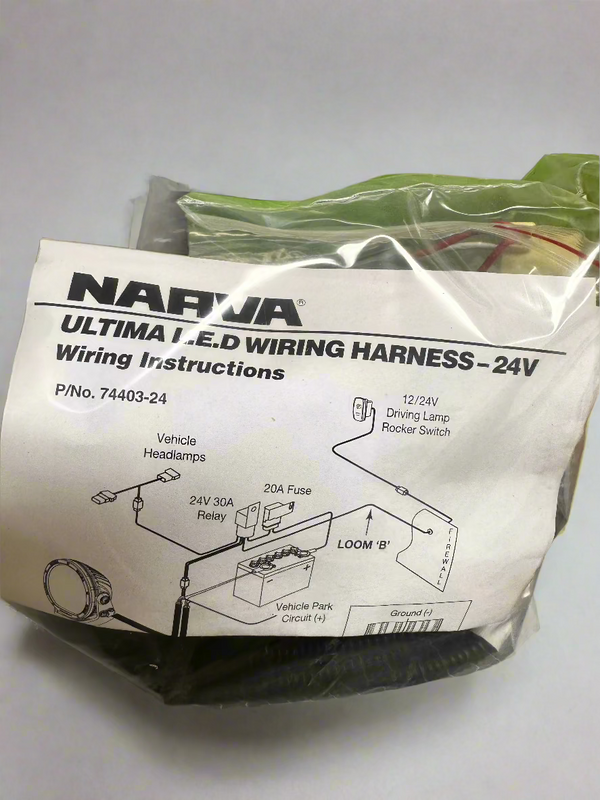 NARVA®
ULTIMA L.E.D WIRING HARNESS – 24V
Wiring Instructions
P/No. 74403-24
12/24V
Driving Lamp
Rocker Switch
Vehicle
Headlamps
24V 30A
Relay
20A Fuse
LOOM ‘B’
FIREWALL
Vehicle Park
Circuit (+)
Ground (-)